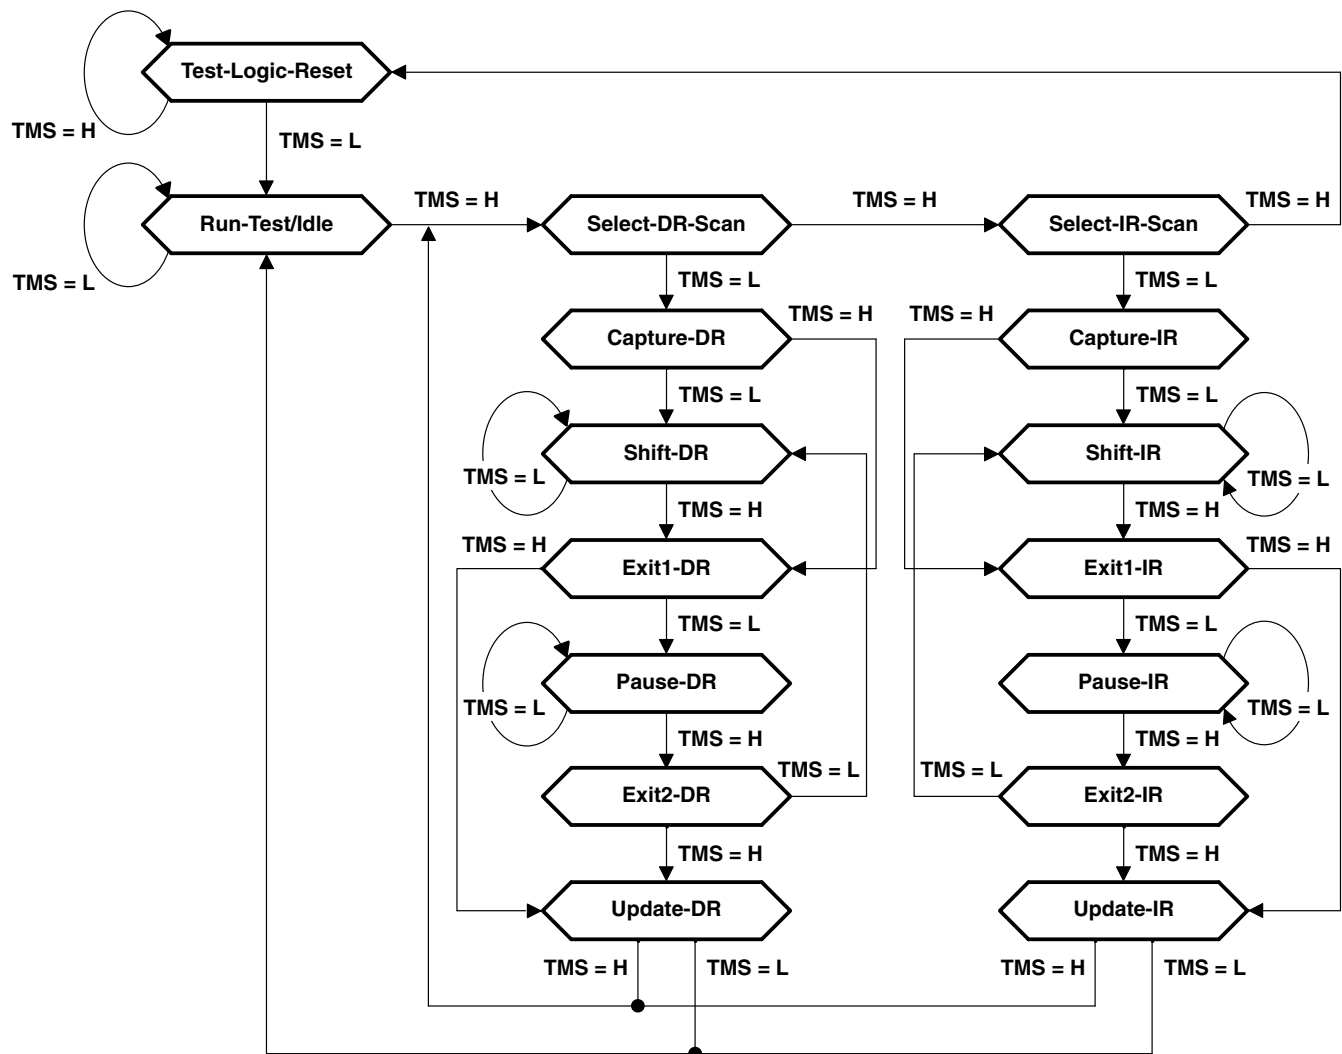 Test-Logic-Reset
TMS = H
TMS = L
TMS = H
TMS = H
TMS = H
Run-Test/Idle
Select-DR-Scan
Select-IR-Scan
TMS = L
TMS = L
TMS = L
TMS = H
TMS = H
Capture-DR
Capture-IR
TMS = L
TMS = L
Shift-DR
Shift-IR
TMS = L
TMS = L
TMS = H
TMS = H
TMS = H
TMS = H
Exit1-DR
Exit1-IR
TMS = L
TMS = L
Pause-DR
Pause-IR
TMS = L
TMS = L
TMS = H
TMS = H
TMS = L
TMS = L
Exit2-DR
Exit2-IR
TMS = H
TMS = H
Update-DR
Update-IR
TMS = H
TMS = L
TMS = H
TMS = L